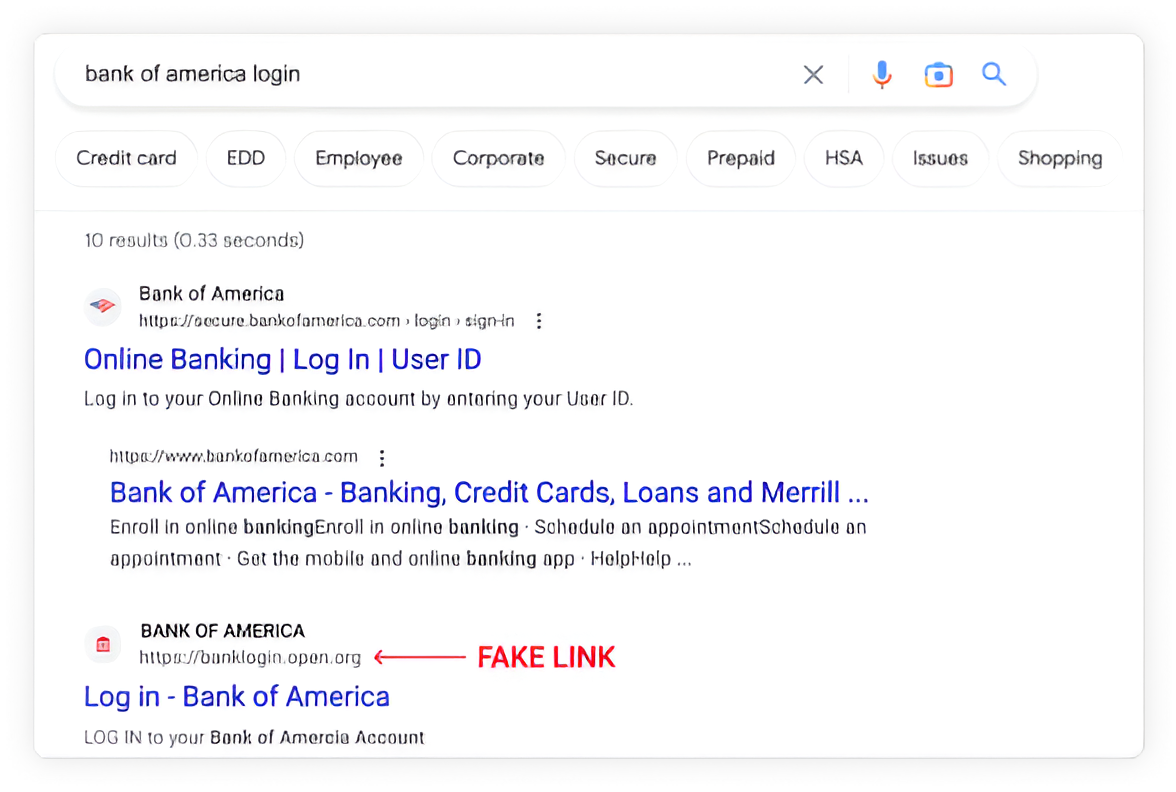 bank of america login
Credit card EDD Employee Corporate Secure Prepaid HSA Issues Shopping
10 results (0.33 seconds)
Bank of America
https://secure.bankofamerica.com › login › sign-in
Online Banking | Log In | User ID
Log in to your Online Banking account by entering your User ID.
https://www.bankofamerica.com
Bank of America - Banking, Credit Cards, Loans and Merrill ...
Enroll in online bankingEnroll in online banking · Schedule an appointmentSchedule an
appointment · Get the mobile and online banking app · HelpHelp ...
BANK OF AMERICA
https://banklogin.open.org FAKE LINK
Log in - Bank of America
LOG IN to your Bank of Amercia Account